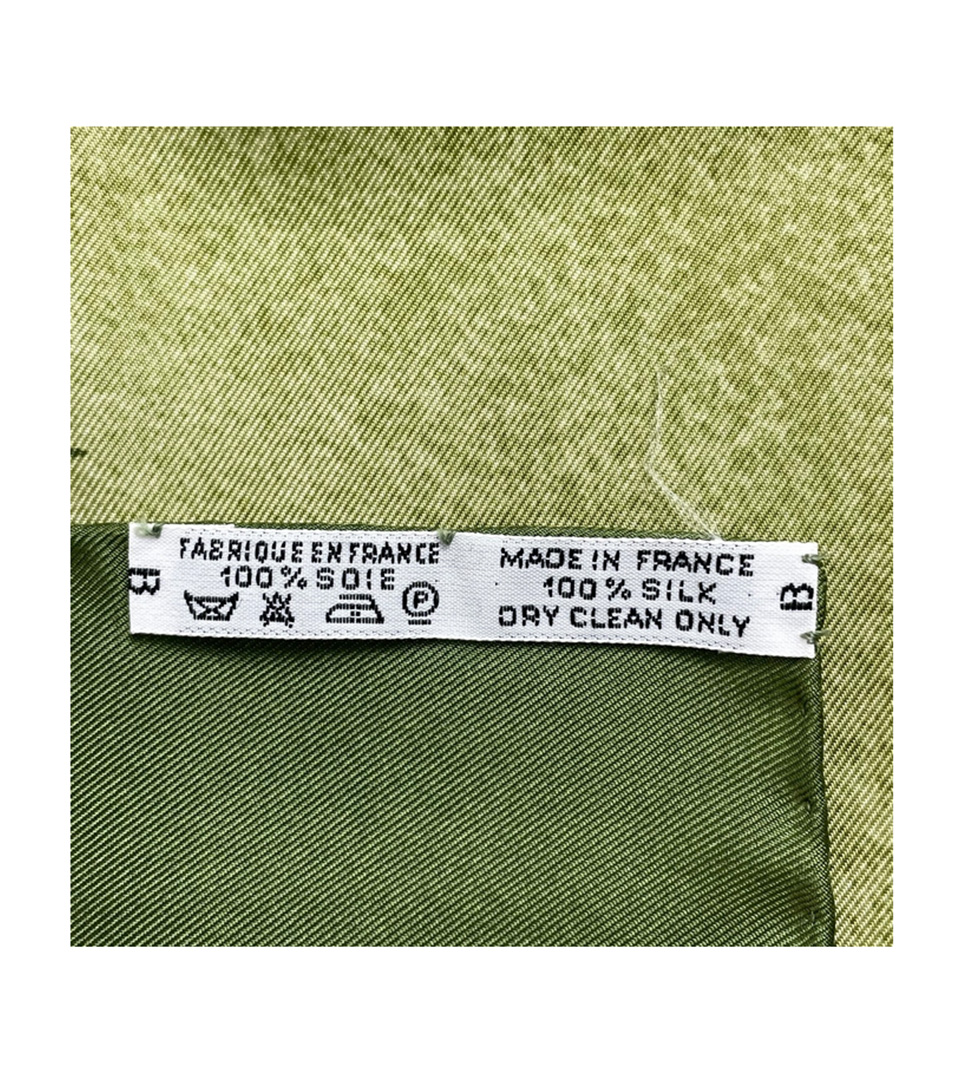 FABRIQUE EN FRANCE
100% SOIE
P
B
MADE IN FRANCE
100% SILK
DRY CLEAN ONLY
B